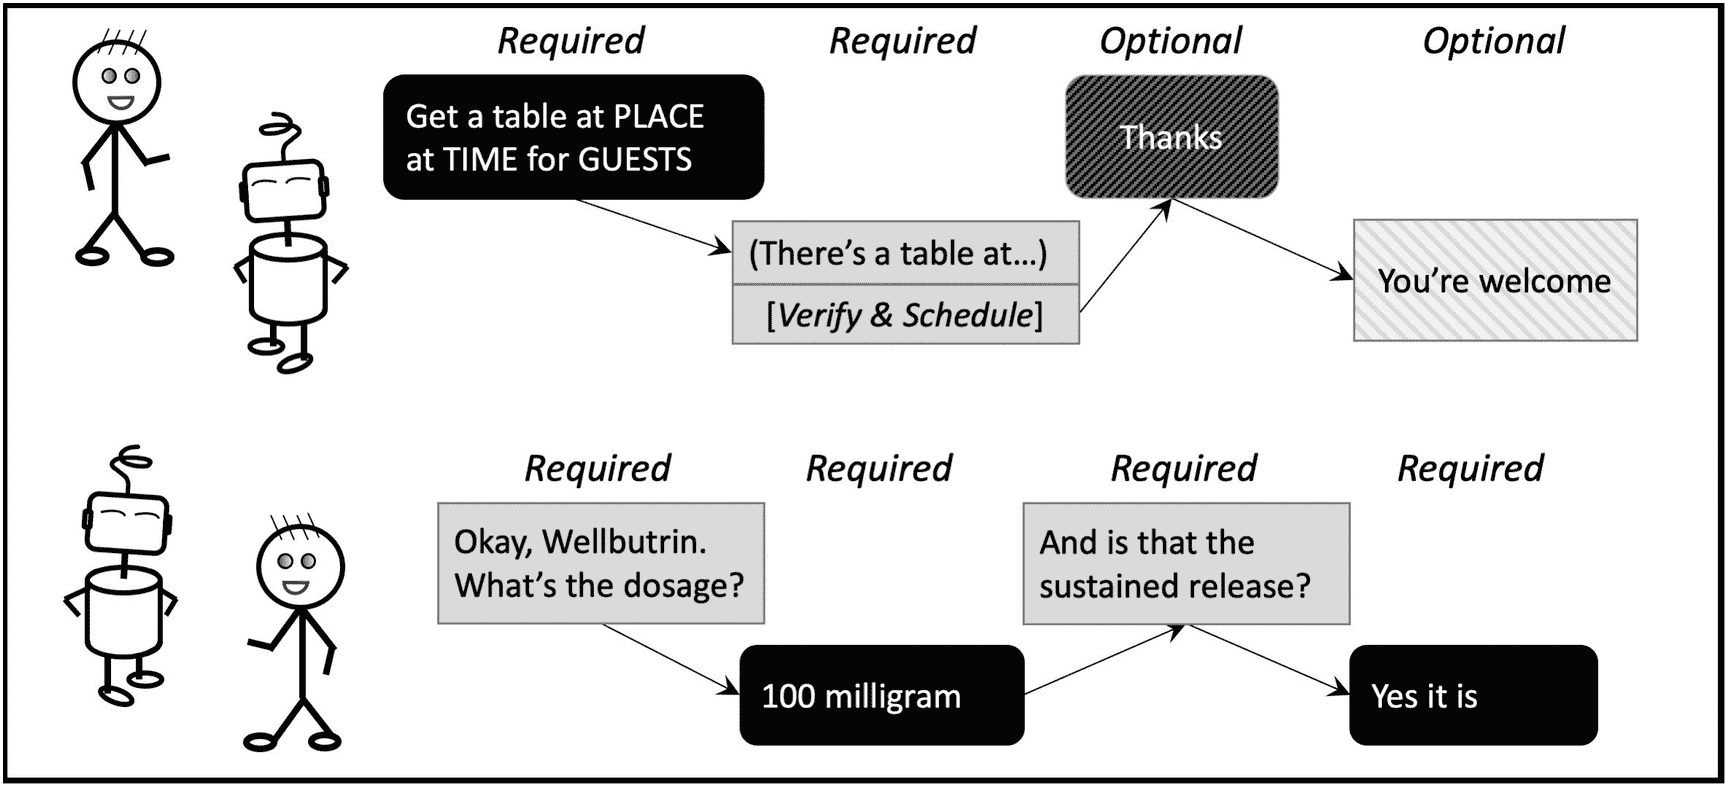 Required
Required
Optional
Optional
Get a table at PLACE
at TIME for GUESTS
(There’s a table at…)
[Verify & Schedule]
Thanks
You’re welcome
Required
Required
Required
Required
Okay, Wellbutrin.
What’s the dosage?
100 milligram
And is that the
sustained release?
Yes it is